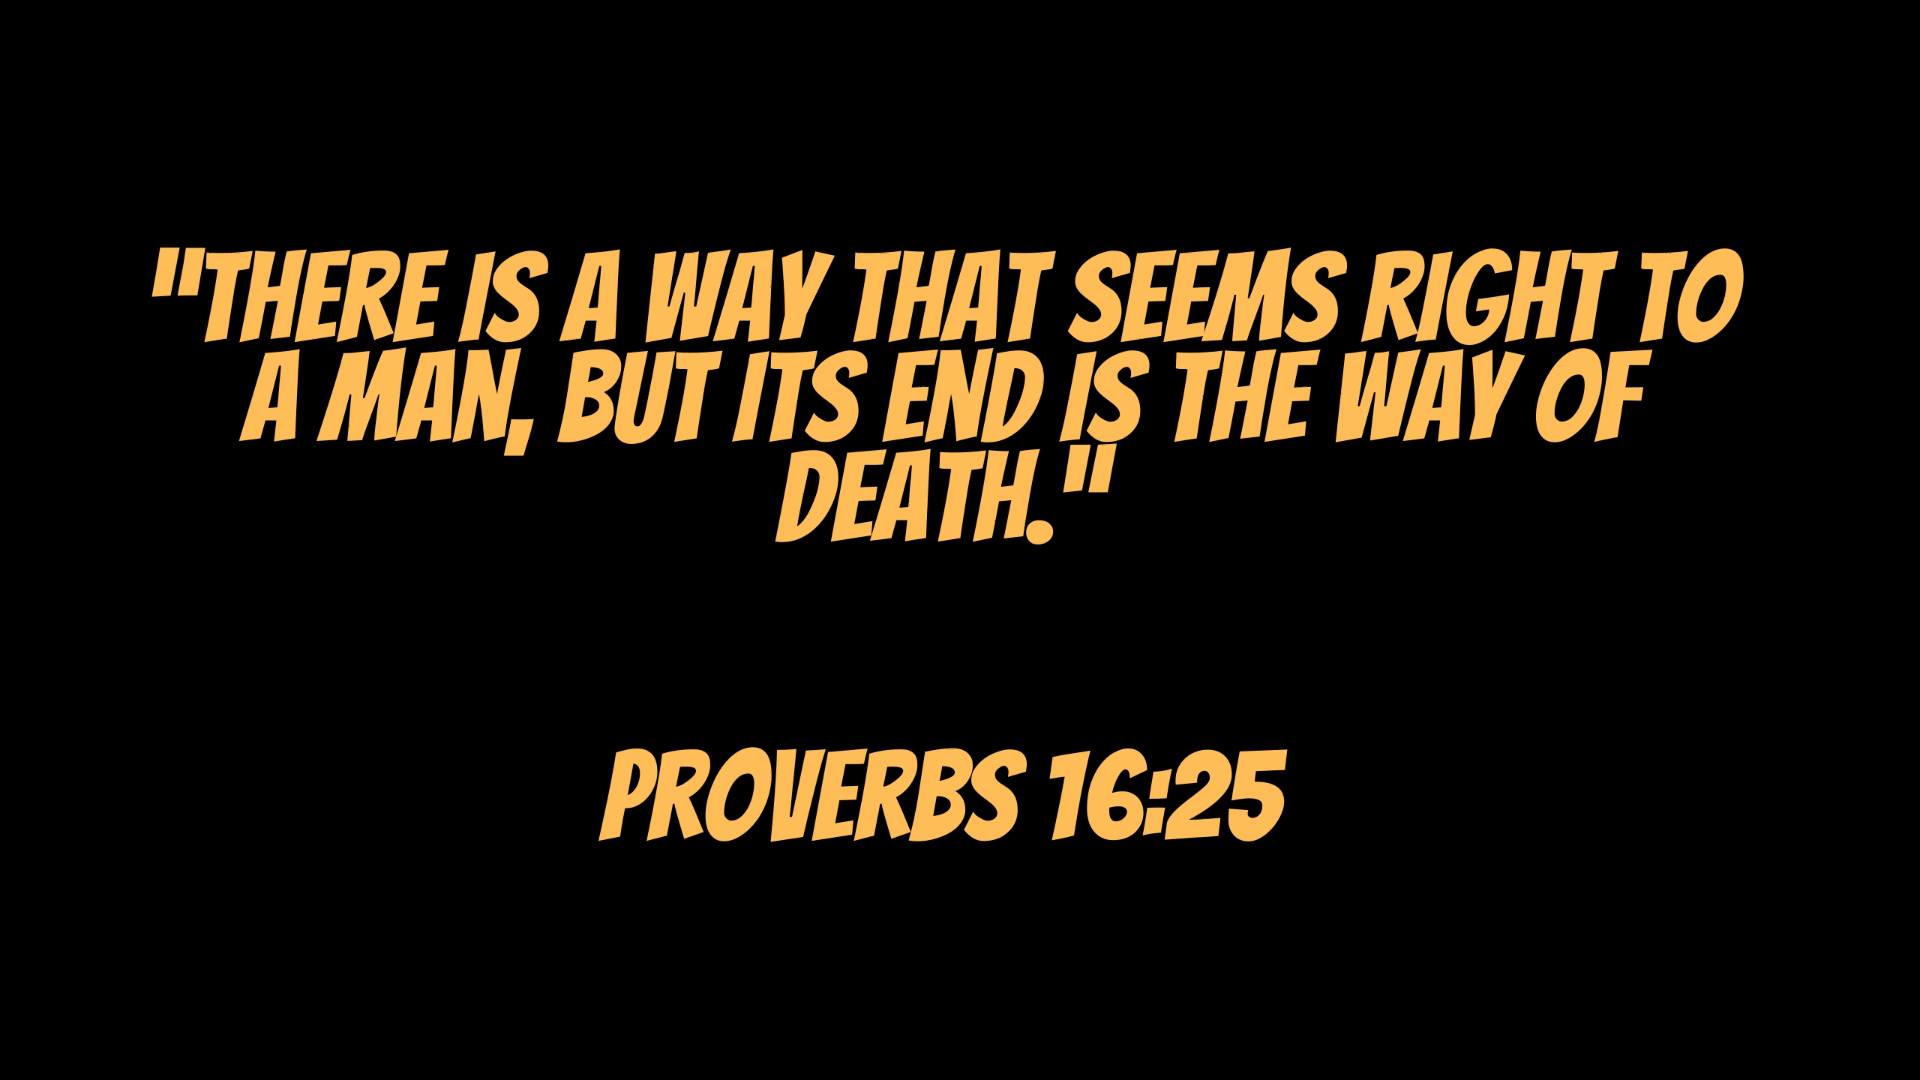 "THERE IS A WAY THAT SEEMS RIGHT TO
A MAN, BUT ITS END IS THE WAY OF
DEATH."
PROVERBS 16:25